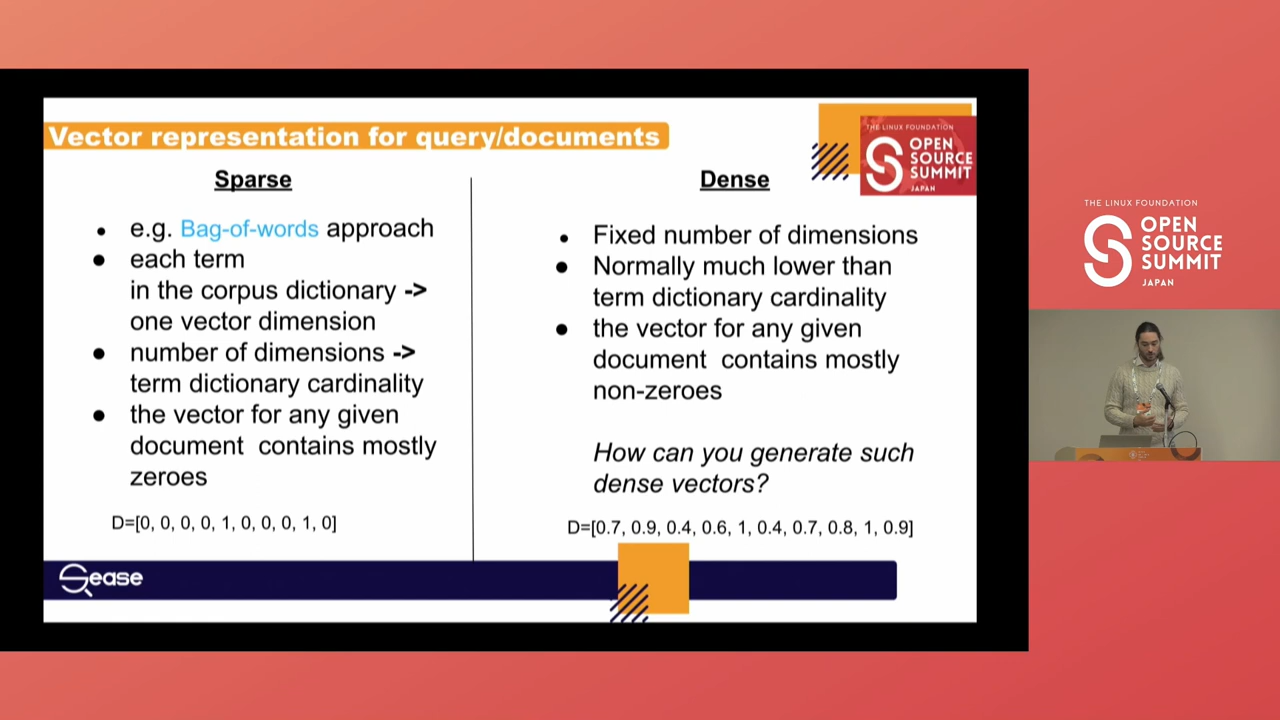 Vector representation for query/documents
THE LINUX FOUNDATION
OPEN
SOURCE
SUMMIT
JAPAN
Sparse
• e.g. Bag-of-words approach
● each term
in the corpus dictionary ->
one vector dimension
● number of dimensions ->
term dictionary cardinality
● the vector for any given
document contains mostly
zeroes
D=[0, 0, 0, 0, 1, 0, 0, 0, 1, 0]
Dense
• Fixed number of dimensions
● Normally much lower than
term dictionary cardinality
● the vector for any given
document contains mostly
non-zeroes
How can you generate such
dense vectors?
D=[0.7, 0.9, 0.4, 0.6, 1, 0.4, 0.7, 0.8, 1, 0.9]
Sease
THE LINUX FOUNDATION
OPEN
SOURCE
SUMMIT
JAPAN